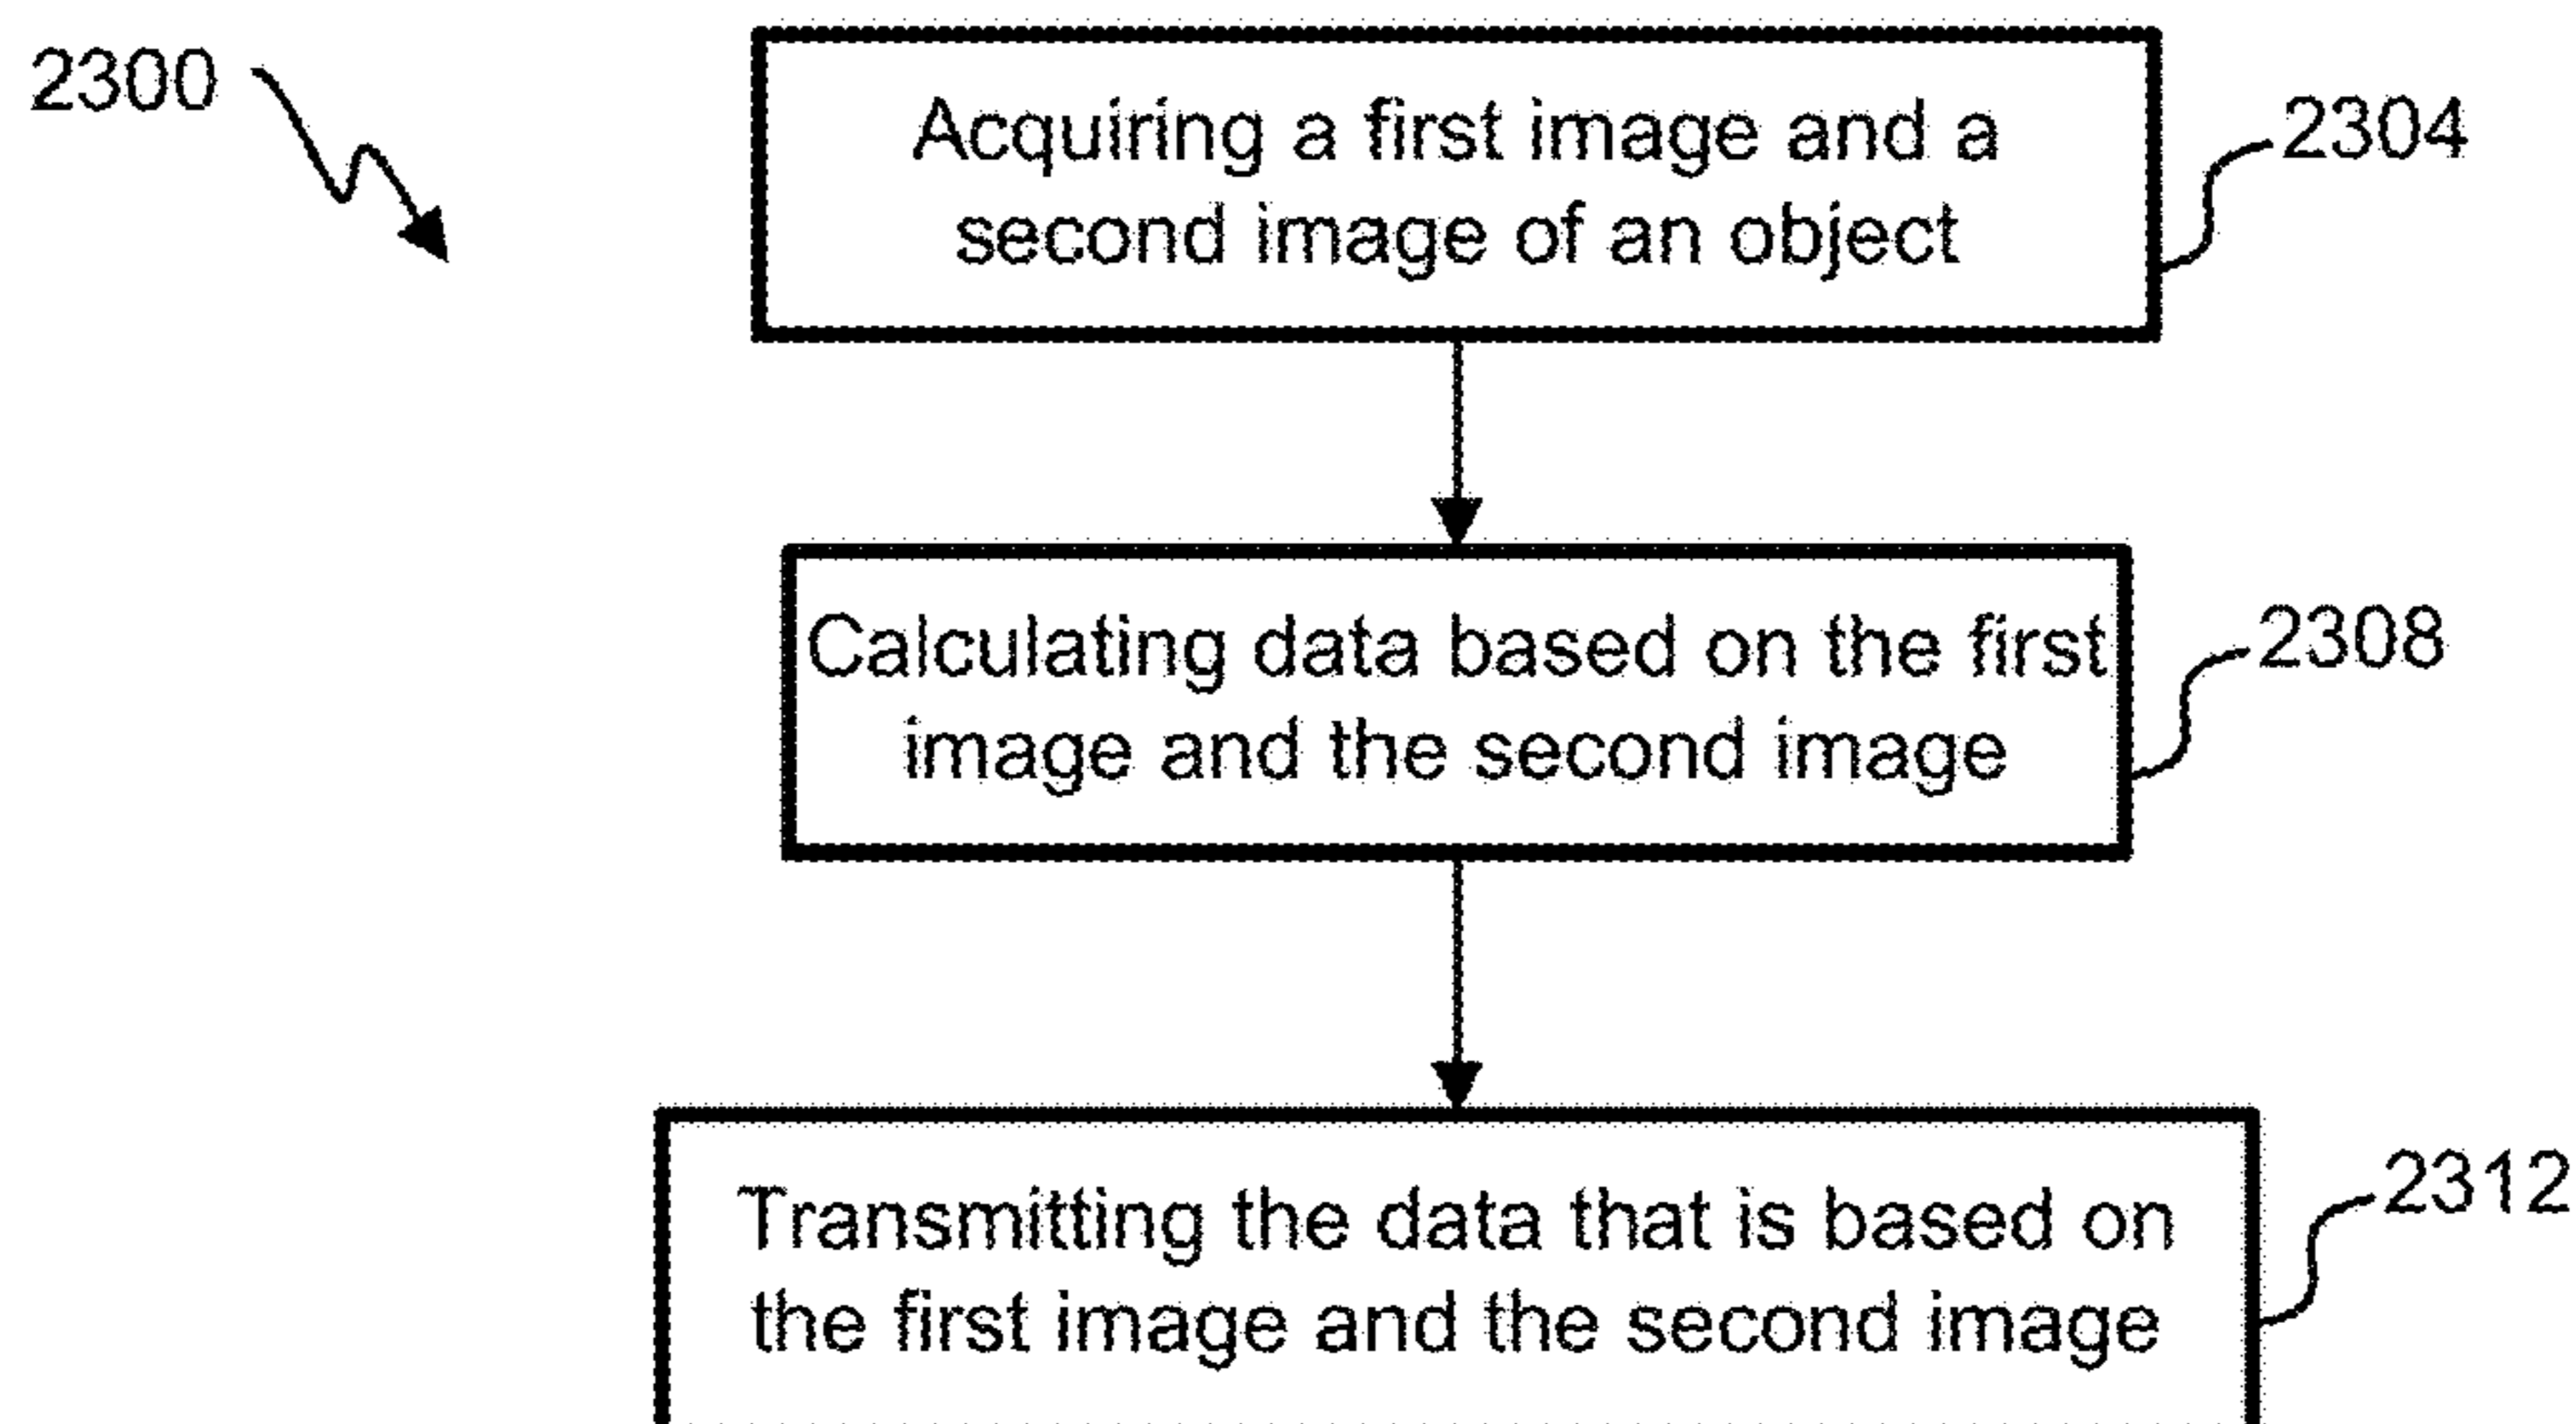 2300
Acquiring a first image and a
second image of an object
2304
Calculating data based on the first
image and the second image
2308
Transmitting the data that is based on
the first image and the second image
2312